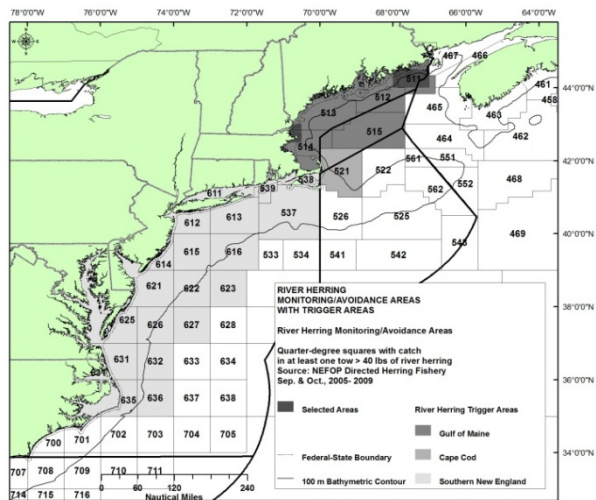 78°0'0"W 76°0'0"W 74°0'0"W 72°0'0"W 70°0'0"W 68°0'0"W 66°0'0"W 64°0'0"W
N
W E
S
467 466
511 461
44°0'0"N
512 465 458
513 463
515 464 462
514
42°0'0"N
521 522 561 551
538 562 552 468
611 539
612 613 537 526 525
543 469
40°0'0"N
614 615 616 533 534 541 542
621 622 623
38°0'0"N
625 626 627 628
631 632 633 634
36°0'0"N
635 636 637 638
700 701 702 703 704 705
34°0'0"N
707 708 709 710 711
714 715 716
0 60 120 240
Nautical Miles
RIVER HERRING
MONITORING/AVOIDANCE AREAS
WITH TRIGGER AREAS
River Herring Monitoring/Avoidance Areas
Quarter-degree squares with catch
in at least one tow > 40 lbs of river herring
Source: NEFOP Directed Herring Fishery
Sep. & Oct., 2005- 2009
Selected Areas
River Herring Trigger Areas
Gulf of Maine
Federal-State Boundary
Cape Cod
100 m Bathymetric Contour
Southern New England